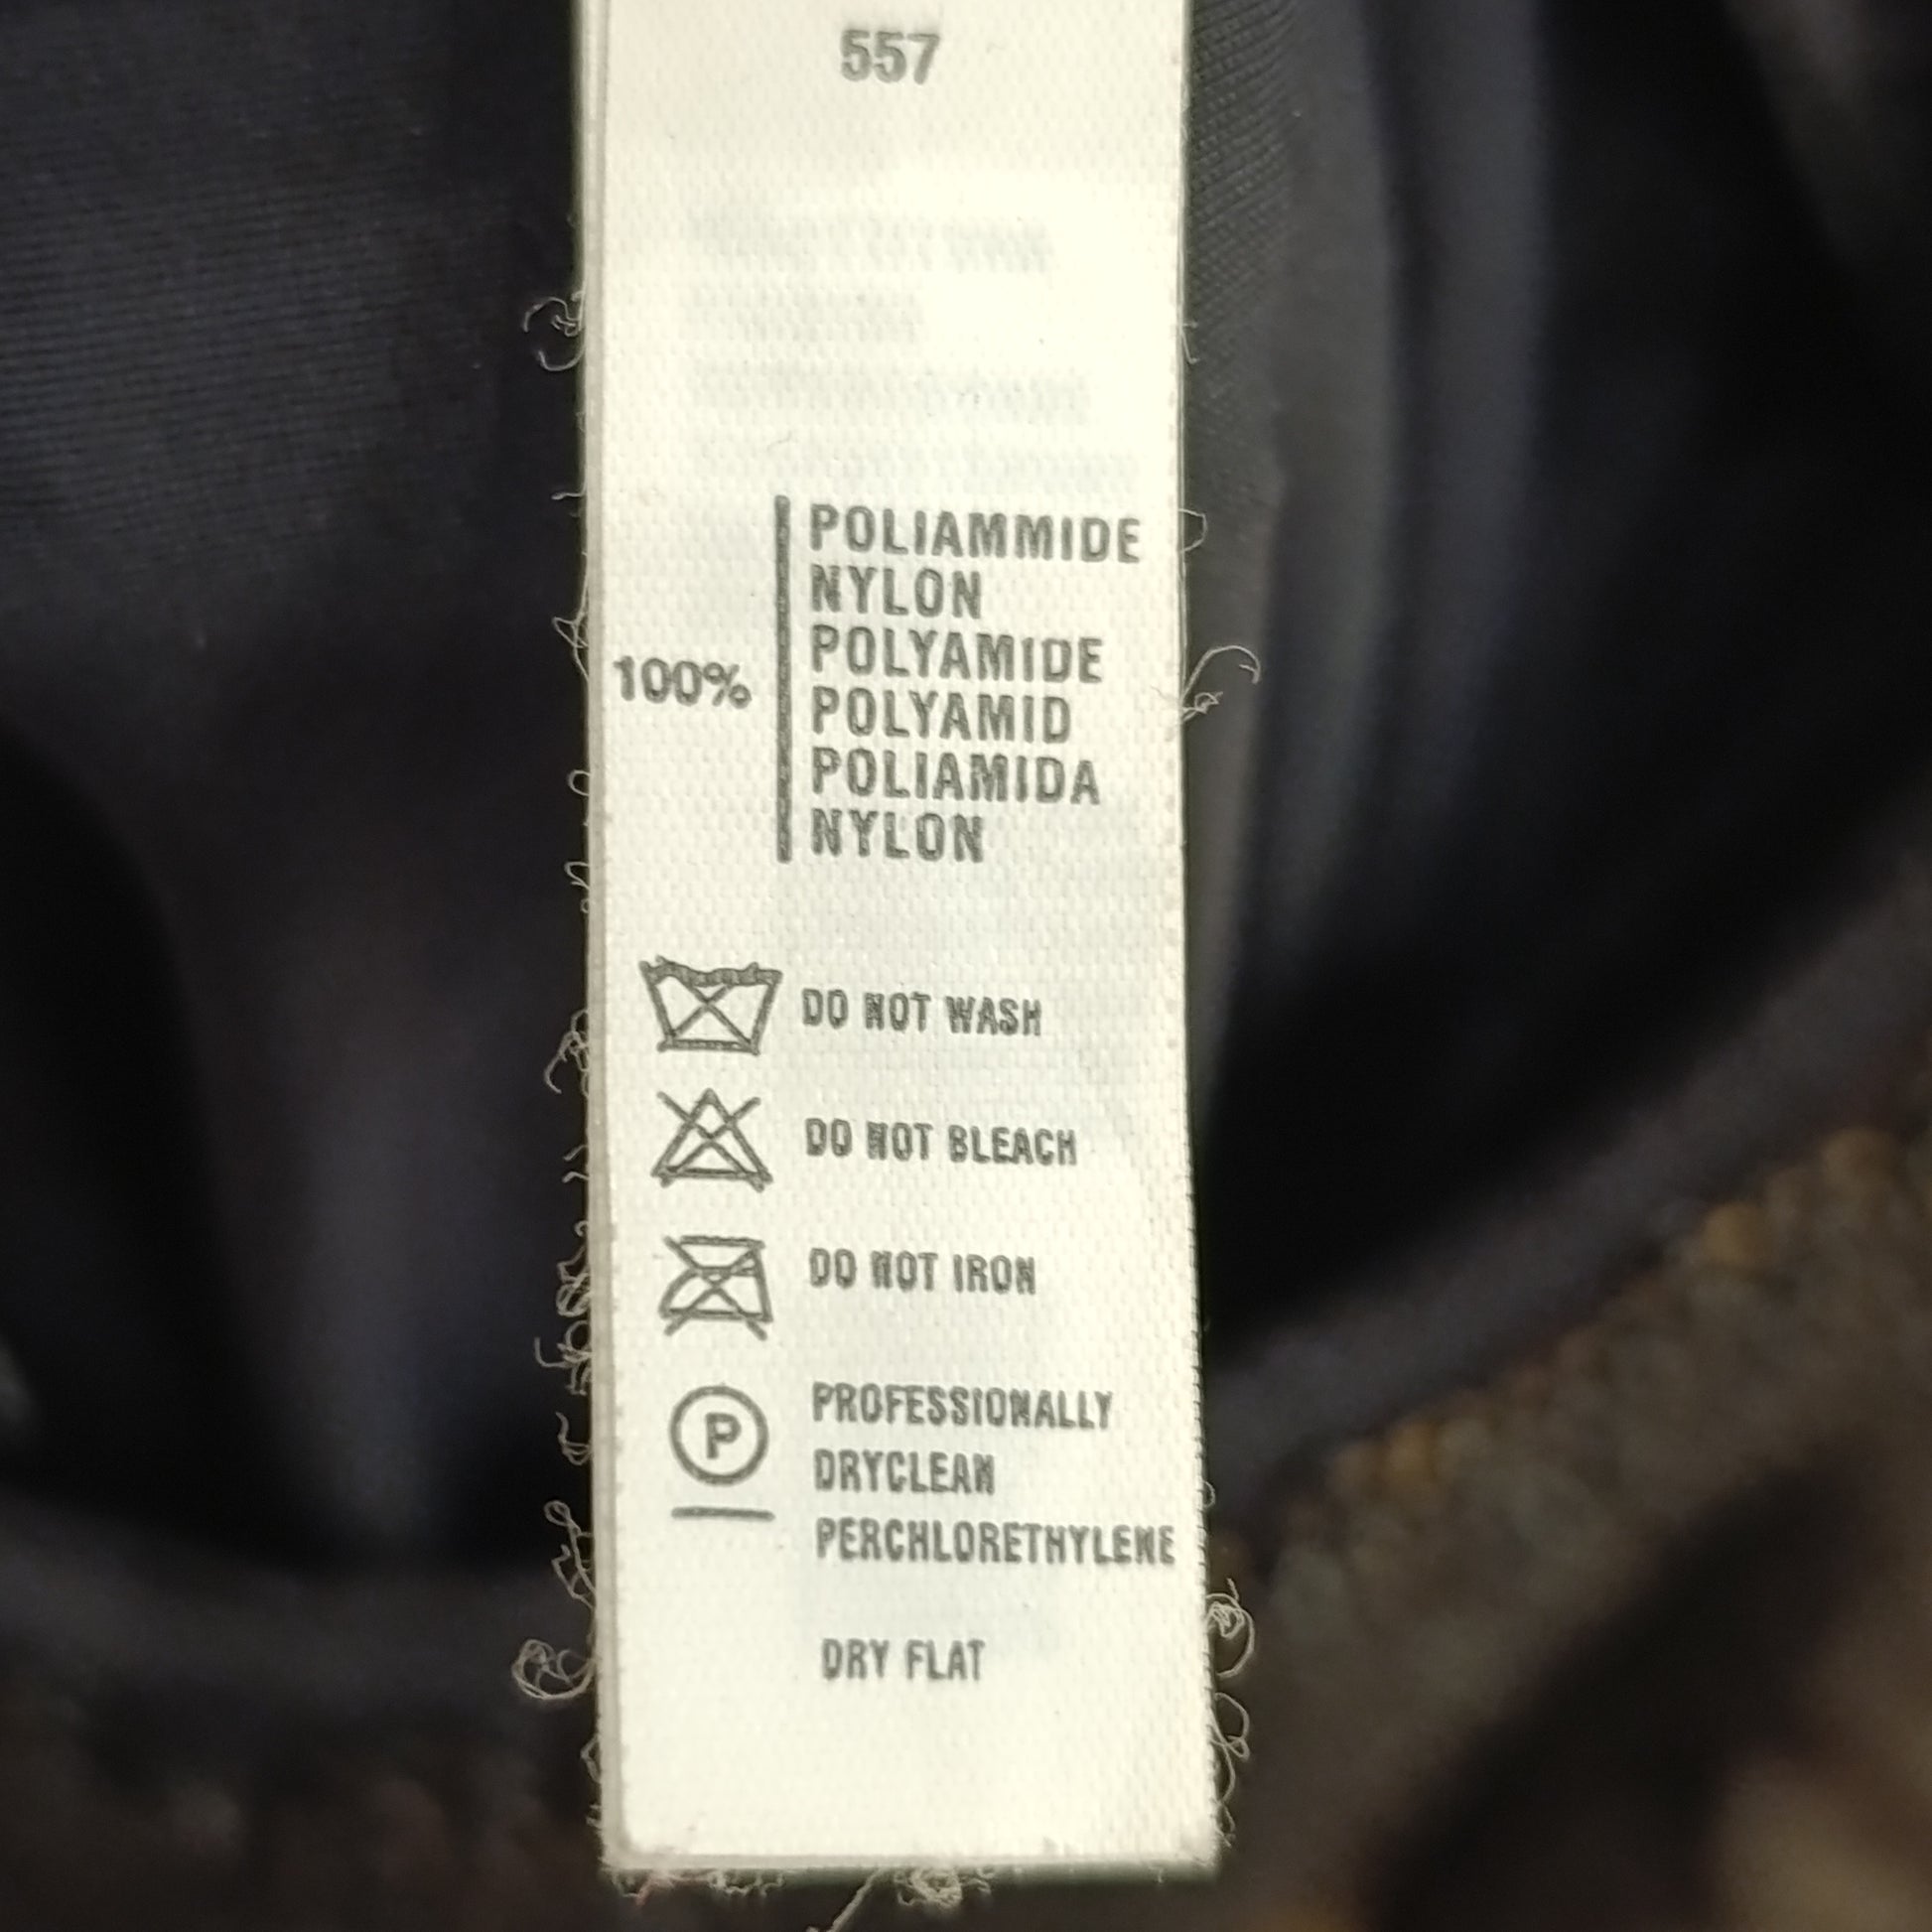 557
POLIAMMIDE
NYLON
POLYAMIDE
100% POLYAMID
POLIAMIDA
NYLON
DO NOT WASH
DO NOT BLEACH
DO NOT IRON
P PROFESSIONALLY
DRYCLEAN
PERCHLORETHYLENE
DRY FLAT